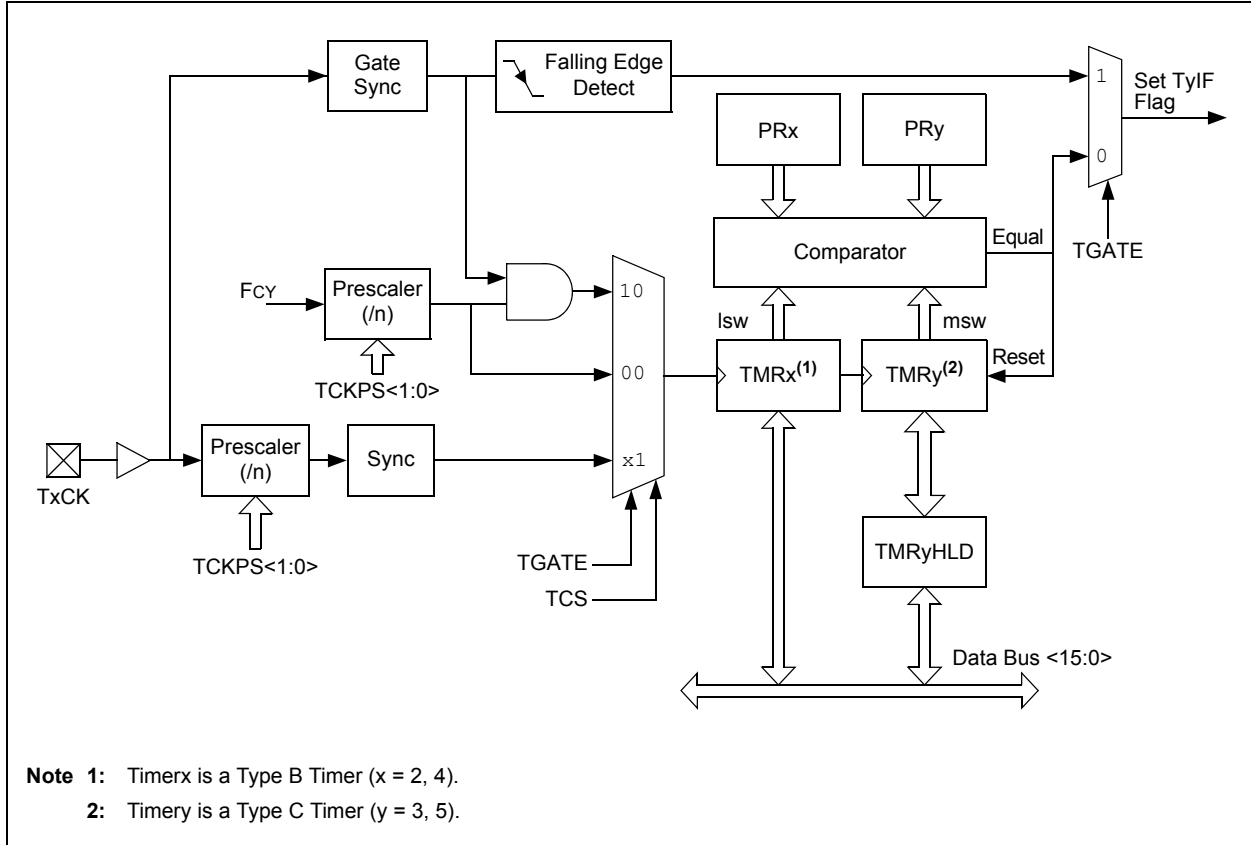 Gate
Sync
Falling Edge
Detect
1
Set TyIF
Flag
PRx
PRy
0
Comparator
Equal
TGATE
FCY
Prescaler
(/n)
10
lsw
msw
TCKPS<1:0>
00
TMRx(1)
TMRy(2)
Reset
TxCK
Prescaler
(/n)
Sync
x1
TCKPS<1:0>
TGATE
TCS
TMRyHLD
Data Bus <15:0>
Note 1: Timerx is a Type B Timer (x = 2, 4).
2: Timery is a Type C Timer (y = 3, 5).